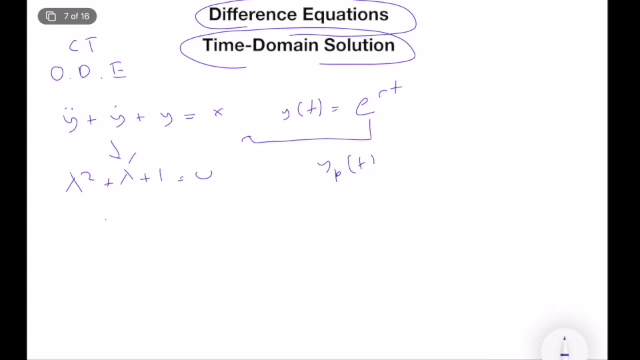 7 of 16
Difference Equations
Time-Domain Solution
CT
O.D.E
ÿ + ẏ + y = x
y(t) = e^rt
y_p(t)
λ² + λ + 1 = 0